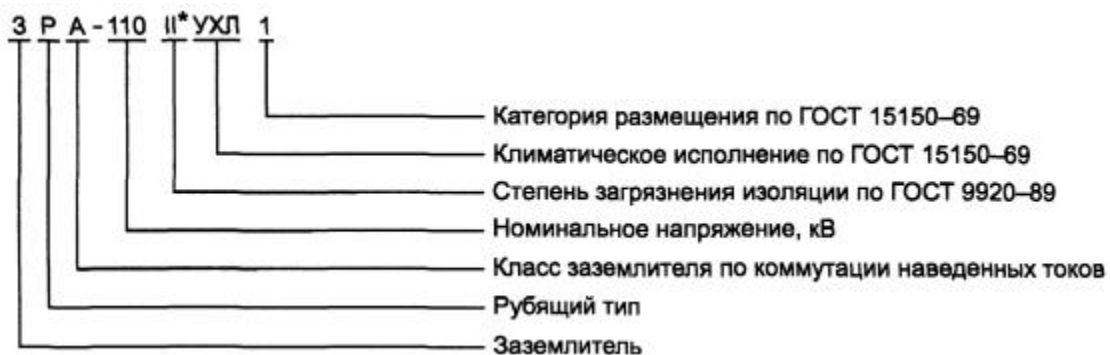 З Р А - 110 II* УХЛ 1
Категория размещения по ГОСТ 15150–69
Климатическое исполнение по ГОСТ 15150–69
Степень загрязнения изоляции по ГОСТ 9920–89
Номинальное напряжение, кВ
Класс заземлителя по коммутации наведенных токов
Рубящий тип
Заземлитель